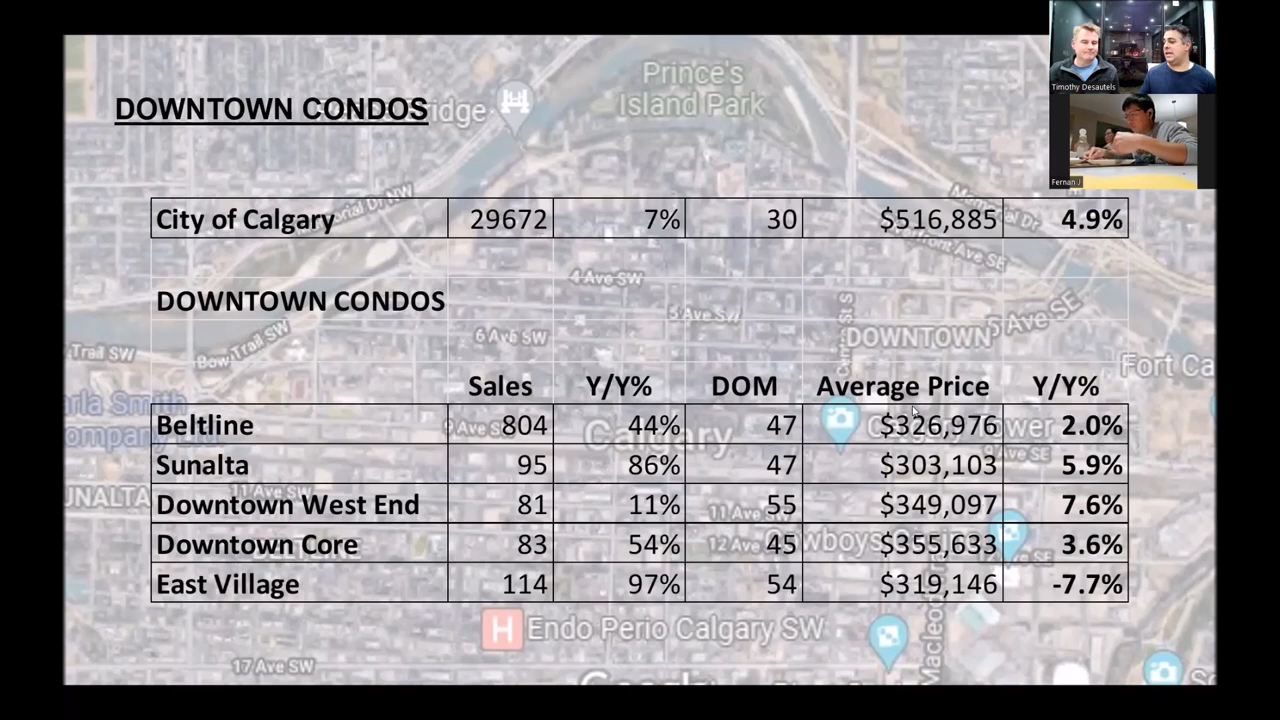 Prince's
Island Park
DOWNTOWN CONDOS
Timothy Desautels
Fernan J
City of Calgary 29672 7% 30 $516,885 4.9%
4 Ave SW
DOWNTOWN CONDOS
5 Ave SW
5 Ave SE
6 Ave SW
DOWNTOWN
Trail SW
Bow Trail SW
Fort Ca
Sales Y/Y% DOM Average Price Y/Y%
Beltline 804 44% 47 $326,976 2.0%
Calgary
Sunalta 95 86% 47 $303,103 5.9%
Downtown West End 81 11% 55 $349,097 7.6%
11 Ave SW
Downtown Core 83 54% 45 $355,633 3.6%
12 Ave
East Village 114 97% 54 $319,146 -7.7%
H Endo Perio Calgary SW
17 Ave SW